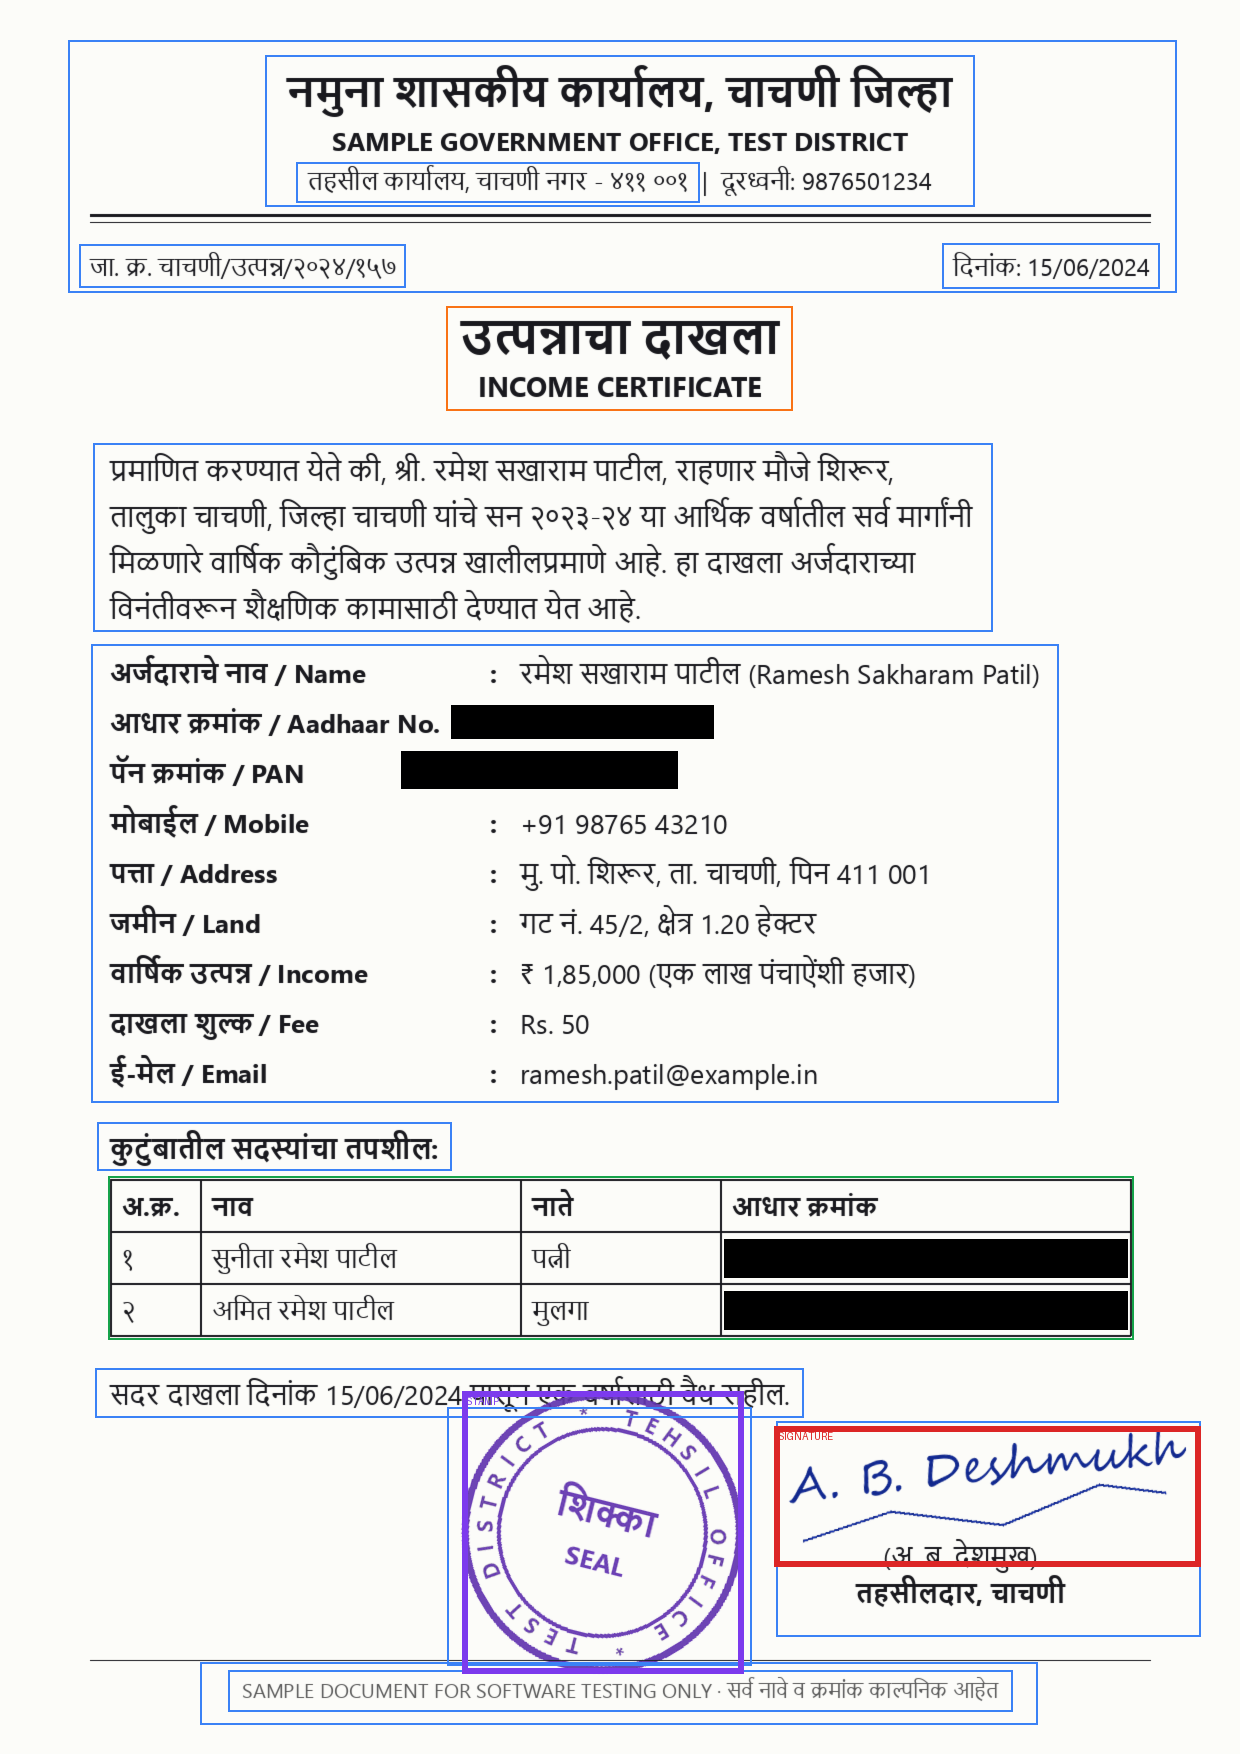 नमुना शासकीय कार्यालय, चाचणी जिल्हा
SAMPLE GOVERNMENT OFFICE, TEST DISTRICT
तहसील कार्यालय, चाचणी नगर - ४११ ००१ | दूरध्वनी: 9876501234
जा. क्र. चाचणी/उत्पन्न/२०२४/१५७ दिनांक: 15/06/2024
उत्पन्नाचा दाखला
INCOME CERTIFICATE
प्रमाणित करण्यात येते की, श्री. रमेश सखाराम पाटील, राहणार मौजे शिरूर,
तालुका चाचणी, जिल्हा चाचणी यांचे सन २०२३-२४ या आर्थिक वर्षातील सर्व मार्गांनी
मिळणारे वार्षिक कौटुंबिक उत्पन्न खालीलप्रमाणे आहे. हा दाखला अर्जदाराच्या
विनंतीवरून शैक्षणिक कामासाठी देण्यात येत आहे.
अर्जदाराचे नाव / Name : रमेश सखाराम पाटील (Ramesh Sakharam Patil)
आधार क्रमांक / Aadhaar No.
पॅन क्रमांक / PAN
मोबाईल / Mobile : +91 98765 43210
पत्ता / Address : मु. पो. शिरूर, ता. चाचणी, पिन 411 001
जमीन / Land : गट नं. 45/2, क्षेत्र 1.20 हेक्टर
वार्षिक उत्पन्न / Income : ₹ 1,85,000 (एक लाख पंचाऐंशी हजार)
दाखला शुल्क / Fee : Rs. 50
ई-मेल / Email : ramesh.patil@example.in
कुटुंबातील सदस्यांचा तपशील:
अ.क्र. नाव नाते आधार क्रमांक
१ सुनीता रमेश पाटील पत्नी
२ अमित रमेश पाटील मुलगा
सदर दाखला दिनांक 15/06/2024 पासून एक वर्षासाठी वैध राहील.
STAMP
* TEHSIL OFFICE * TEST DISTRICT
शिक्का
SEAL
SIGNATURE
A. B. Deshmukh
(अ. ब. देशमुख)
तहसीलदार, चाचणी
SAMPLE DOCUMENT FOR SOFTWARE TESTING ONLY · सर्व नावे व क्रमांक काल्पनिक आहेत